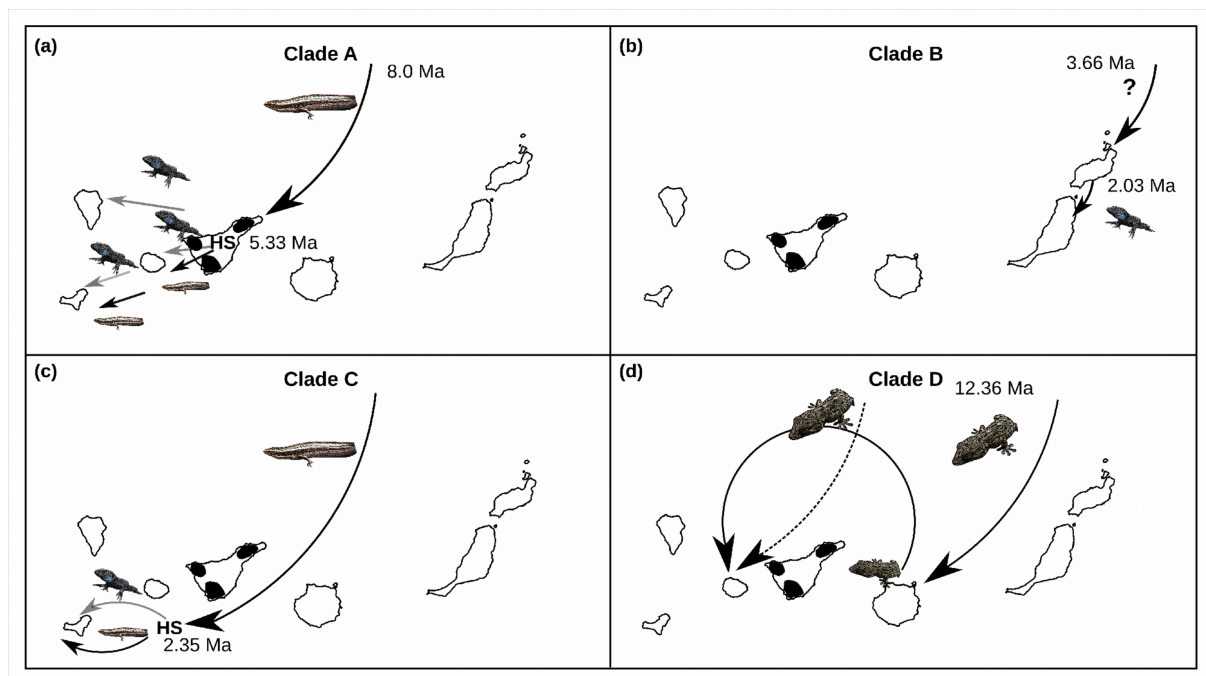 (a)
Clade A
8.0 Ma
HS 5.33 Ma
(b)
Clade B
3.66 Ma
?
2.03 Ma
(c)
Clade C
HS
2.35 Ma
(d)
Clade D
12.36 Ma